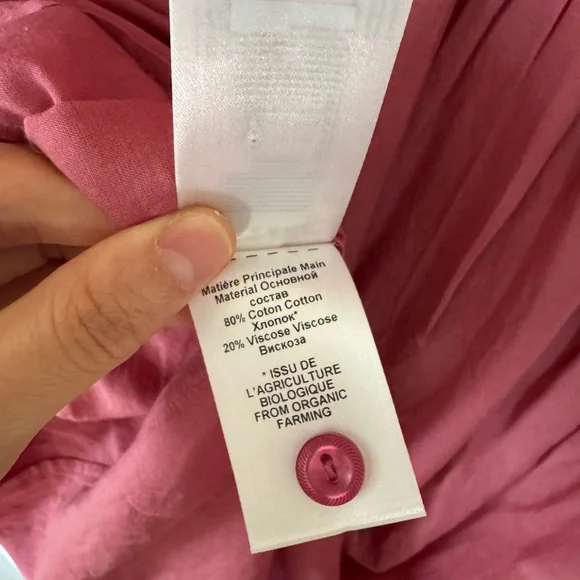 Matière Principale Main
Material Основной
состав
80% Coton Cotton
Хлопок*
20% Viscose Viscose
Вискоза
* ISSU DE
L'AGRICULTURE
BIOLOGIQUE
FROM ORGANIC
FARMING